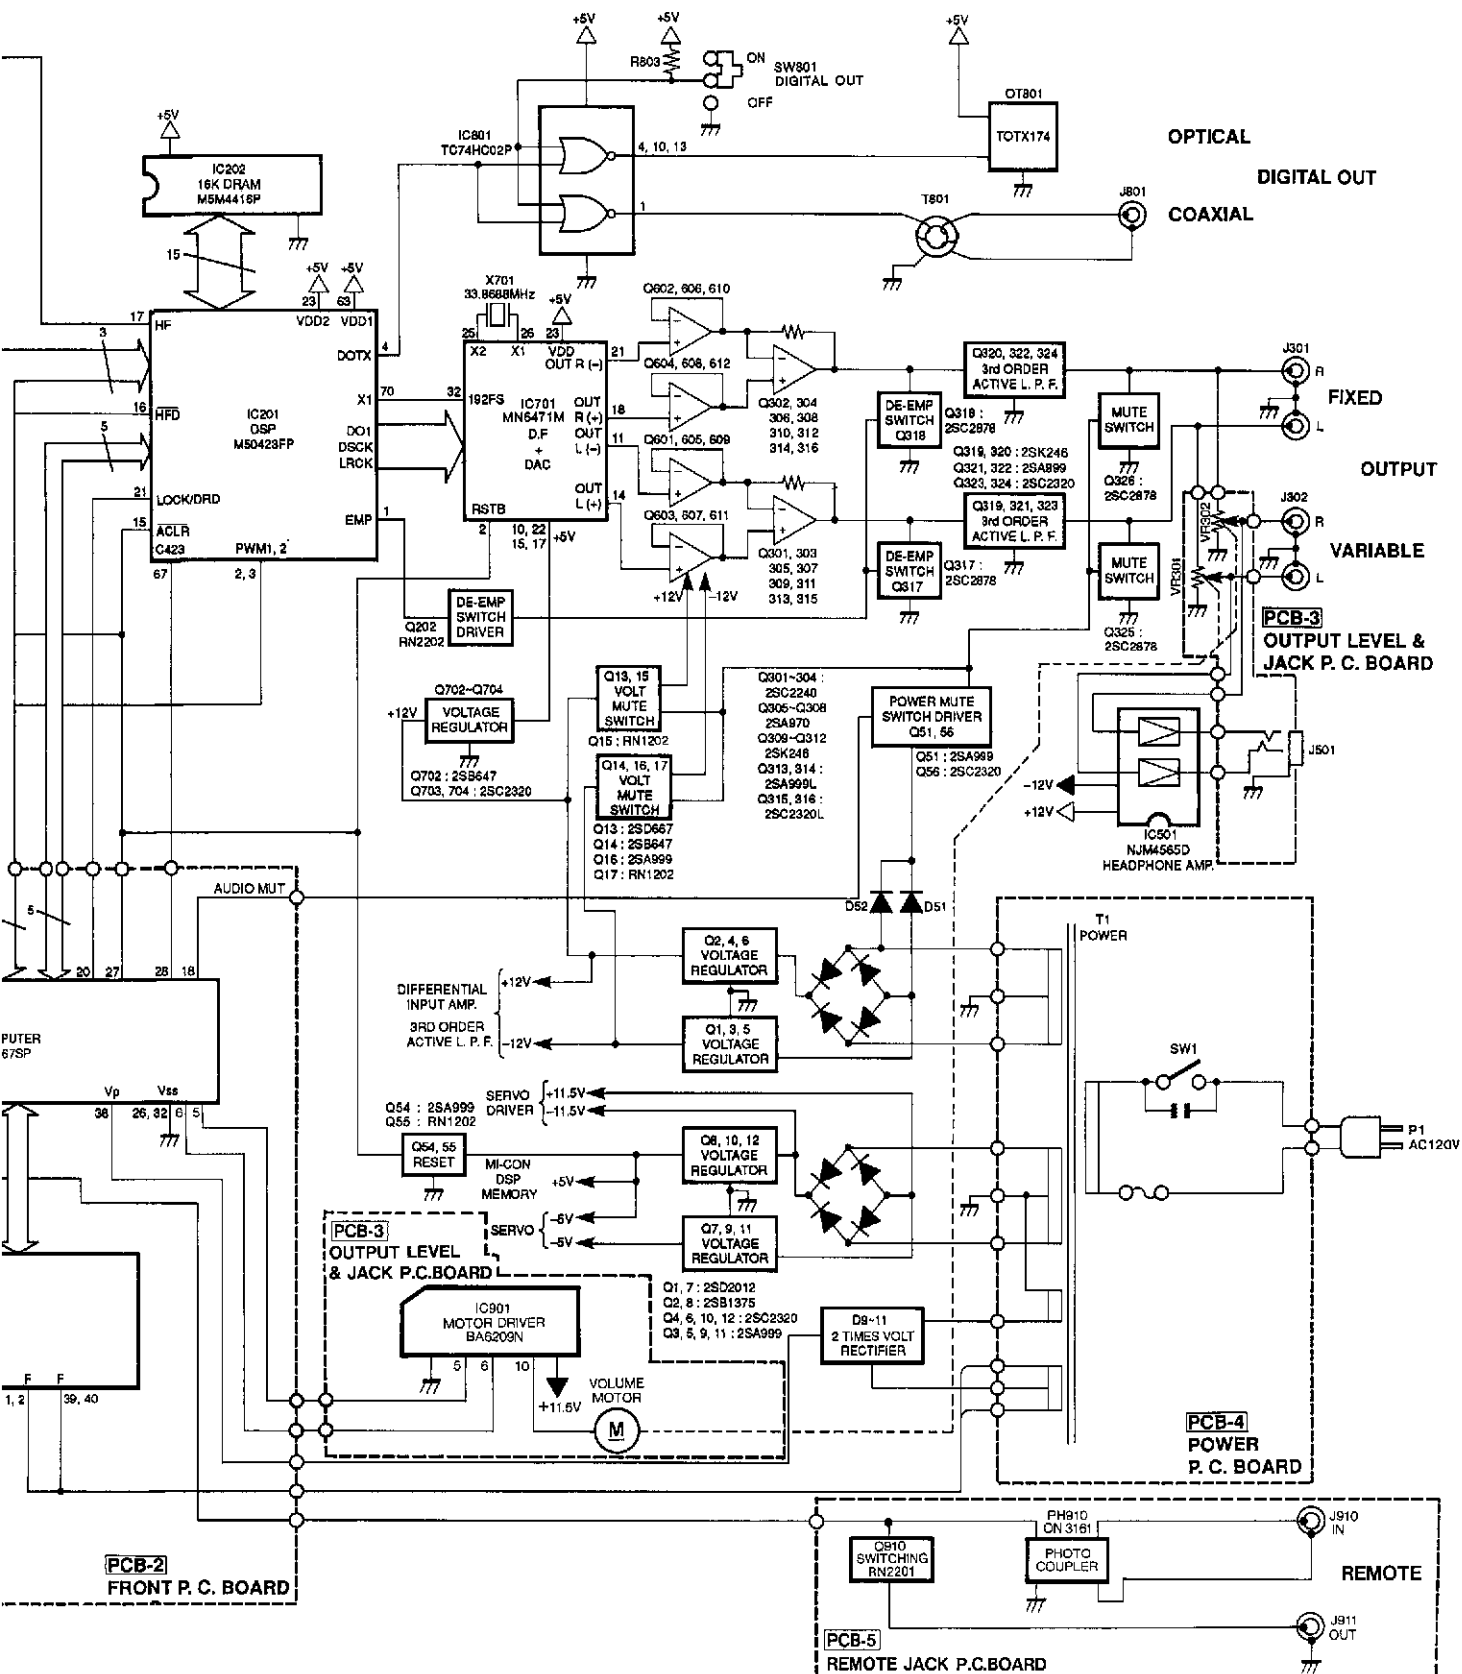 +5V
+5V
+5V
R803
ON
SW801
DIGITAL OUT
OFF
OT801
TOTX174
OPTICAL
DIGITAL OUT
+5V
IC801
TC74HC02P
4, 10, 13
1
T801
J801
COAXIAL
IC202
16K DRAM
M5M4416P
15
+5V
+5V
23
63
VDD2
VDD1
17
HF
3
DOTX
4
16
HFD
IC201
DSP
M50423FP
X1
70
DO1
DSCK
LRCK
5
21
LOCK/DRD
15
ACLR
EMP
1
C423
PWM1, 2
67
2, 3
X701
33.8688MHz
+5V
25
26
23
X2
X1
VDD
OUT R (–)
21
32
192FS
IC701
MN6471M
D.F
+
DAC
OUT
R (+)
18
OUT
L (–)
11
OUT
L (+)
14
RSTB
2
10, 22
15, 17
+5V
Q602, 606, 610
Q604, 608, 612
Q601, 605, 609
Q603, 607, 611
–
+
–
+
–
+
–
+
–
+
–
+
Q302, 304
306, 308
310, 312
314, 316
Q301, 303
305, 307
309, 311
313, 315
+12V
–12V
DE-EMP
SWITCH
Q318
Q318 :
2SC2878
Q320, 322, 324
3rd ORDER
ACTIVE L. P. F.
Q319, 320 : 2SK246
Q321, 322 : 2SA999
Q323, 324 : 2SC2320
Q319, 321, 323
3rd ORDER
ACTIVE L. P. F.
DE-EMP
SWITCH
Q317
Q317 :
2SC2878
MUTE
SWITCH
Q326 :
2SC2878
MUTE
SWITCH
Q325 :
2SC2878
J301
R
FIXED
L
OUTPUT
J302
R
VARIABLE
L
VR302
VR301
PCB-3
OUTPUT LEVEL &
JACK P. C. BOARD
Q202
RN2202
DE-EMP
SWITCH
DRIVER
Q702~Q704
+12V
VOLTAGE
REGULATOR
Q702 : 2SB647
Q703, 704 : 2SC2320
Q13, 15
VOLT
MUTE
SWITCH
Q15 : RN1202
Q14, 16, 17
VOLT
MUTE
SWITCH
Q13 : 2SD667
Q14 : 2SB647
Q16 : 2SA999
Q17 : RN1202
Q301~304 :
2SC2240
Q305~Q308
2SA970
Q309~Q312
2SK246
Q313, 314 :
2SA999L
Q315, 316 :
2SC2320L
POWER MUTE
SWITCH DRIVER
Q51, 56
Q51 : 2SA999
Q56 : 2SC2320
–12V
+12V
IC501
NJM4565D
HEADPHONE AMP.
J501
AUDIO MUT
5
20
27
28
18
PUTER
67SP
Vp
Vss
38
26, 32
6
5
D52
D51
Q2, 4, 6
VOLTAGE
REGULATOR
Q1, 3, 5
VOLTAGE
REGULATOR
DIFFERENTIAL
INPUT AMP.
3RD ORDER
ACTIVE L. P. F.
+12V
–12V
SERVO
DRIVER
+11.5V
–11.5V
Q54 : 2SA999
Q55 : RN1202
Q54, 55
RESET
MI-CON
DSP
MEMORY
+5V
SERVO
–5V
Q8, 10, 12
VOLTAGE
REGULATOR
Q7, 9, 11
VOLTAGE
REGULATOR
Q1, 7 : 2SD2012
Q2, 8 : 2SB1375
Q4, 6, 10, 12 : 2SC2320
Q3, 5, 9, 11 : 2SA999
T1
POWER
SW1
P1
AC120V
PCB-3
OUTPUT LEVEL
& JACK P.C.BOARD
IC901
MOTOR DRIVER
BA6209N
5
6
10
+11.5V
VOLUME
MOTOR
M
D9~11
2 TIMES VOLT
RECTIFIER
PCB-4
POWER
P. C. BOARD
F
F
1, 2
39, 40
PCB-2
FRONT P. C. BOARD
Q910
SWITCHING
RN2201
PH910
ON 3161
PHOTO
COUPLER
J910
IN
REMOTE
J911
OUT
PCB-5
REMOTE JACK P.C.BOARD